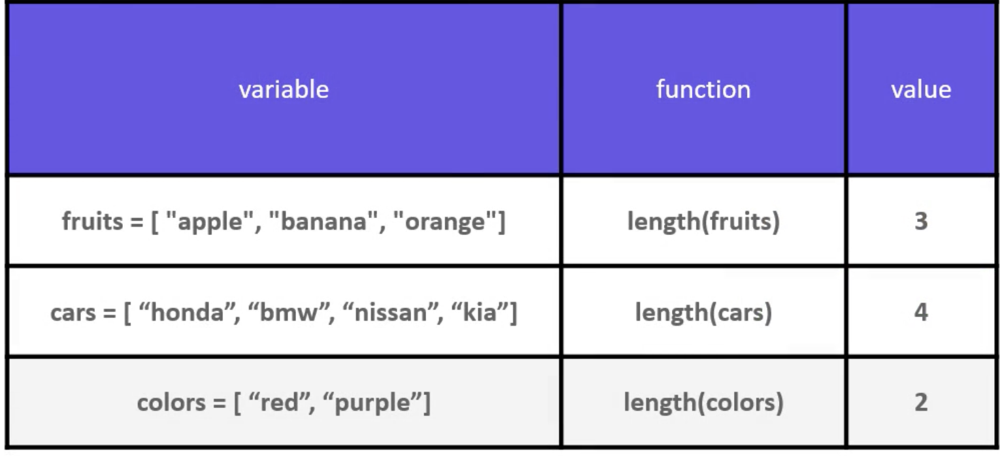 variable function value
fruits = [ "apple", "banana", "orange"] length(fruits) 3
cars = [ “honda”, “bmw”, “nissan”, “kia”] length(cars) 4
colors = [ “red”, “purple”] length(colors) 2